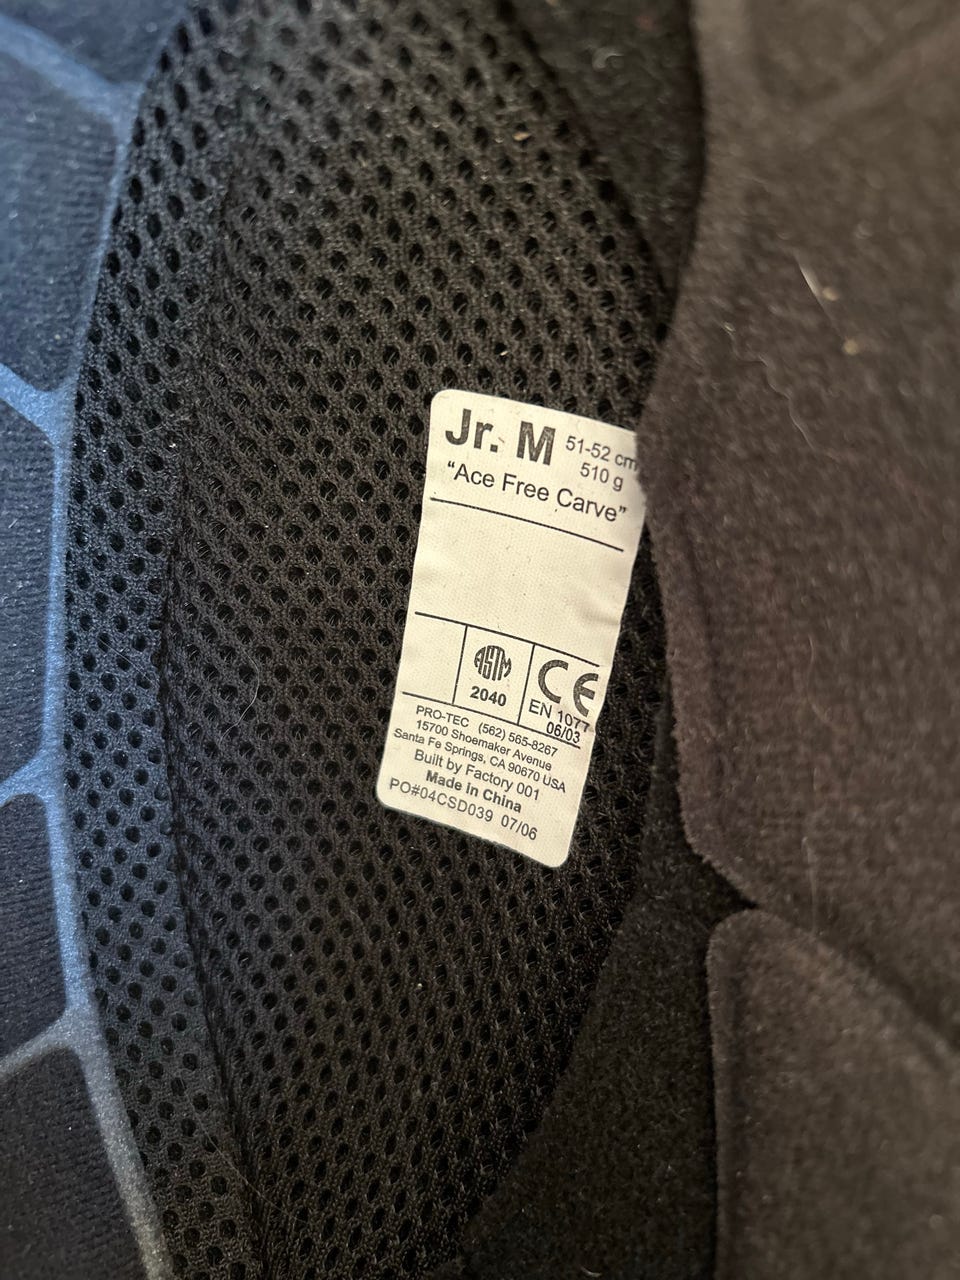 Jr. M 51-52 cm
510 g
“Ace Free Carve”
ASTM
2040
CE
EN 1077
06/03
PRO-TEC (562) 565-8267
15700 Shoemaker Avenue
Santa Fe Springs, CA 90670 USA
Built by Factory 001
Made in China
PO#04CSD039 07/06